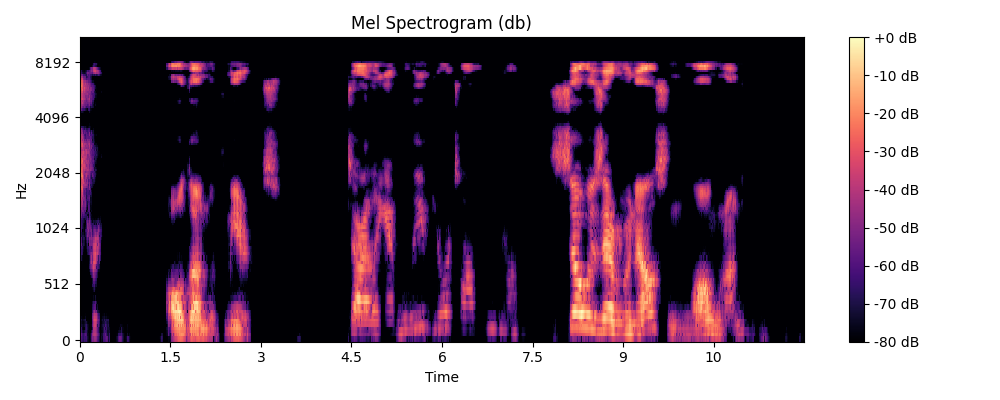 Mel Spectrogram (db)
8192
4096
2048
1024
512
0
Hz
0 1.5 3 4.5 6 7.5 9 10
Time
+0 dB
-10 dB
-20 dB
-30 dB
-40 dB
-50 dB
-60 dB
-70 dB
-80 dB